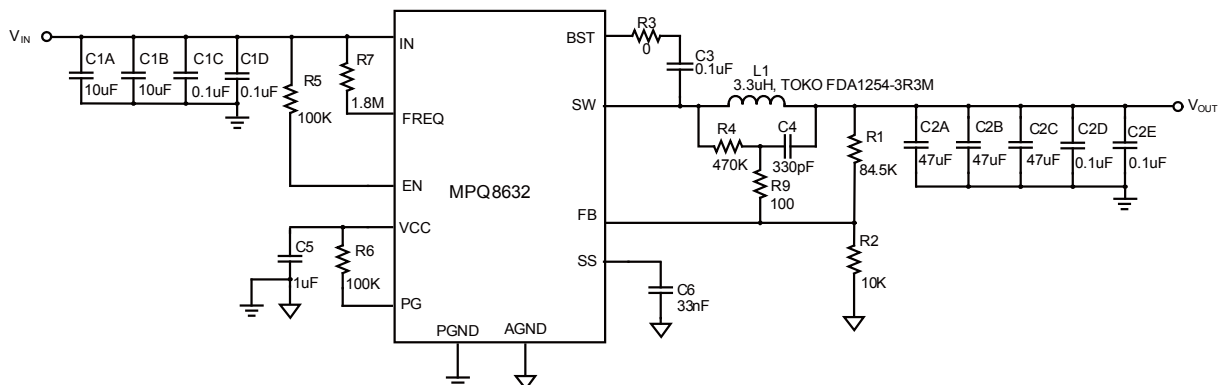 V_IN
C1A
10uF
C1B
10uF
C1C
0.1uF
C1D
0.1uF
R5
100K
R7
1.8M
IN
FREQ
EN
VCC
PG
MPQ8632
PGND
AGND
BST
SW
FB
SS
C5
1uF
R6
100K
R3
0
C3
0.1uF
L1
3.3uH, TOKO FDA1254-3R3M
R4
470K
C4
330pF
R9
100
R1
84.5K
R2
10K
C6
33nF
C2A
47uF
C2B
47uF
C2C
47uF
C2D
0.1uF
C2E
0.1uF
V_OUT